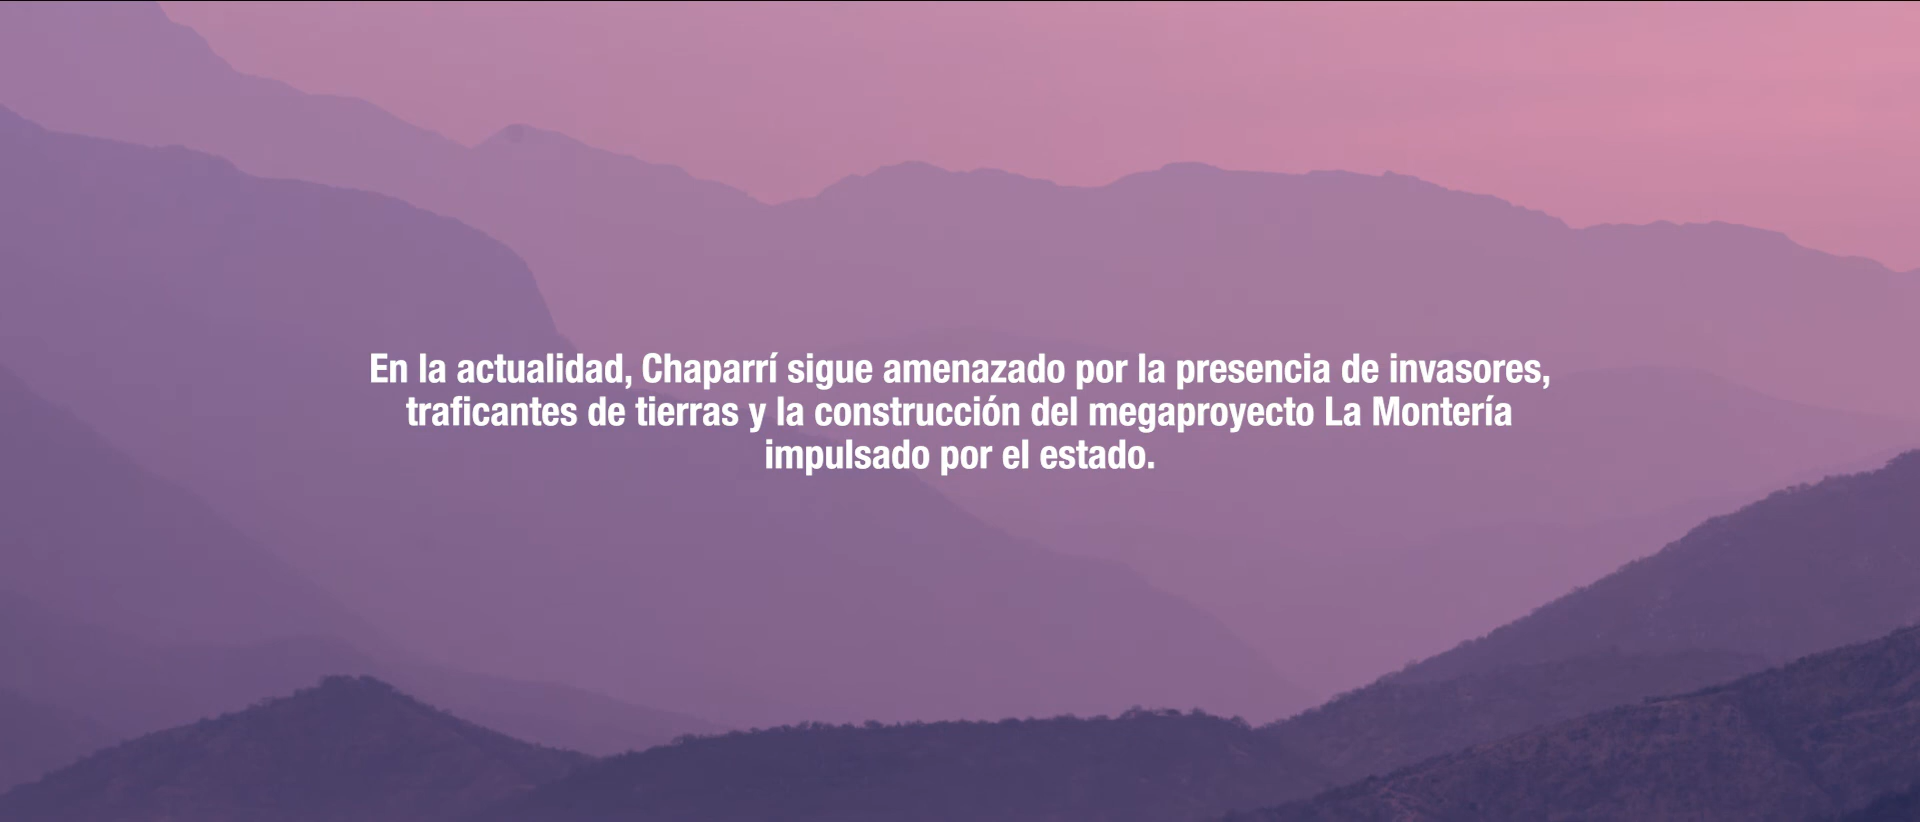 En la actualidad, Chaparrí sigue amenazado por la presencia de invasores,
traficantes de tierras y la construcción del megaproyecto La Montería
impulsado por el estado.